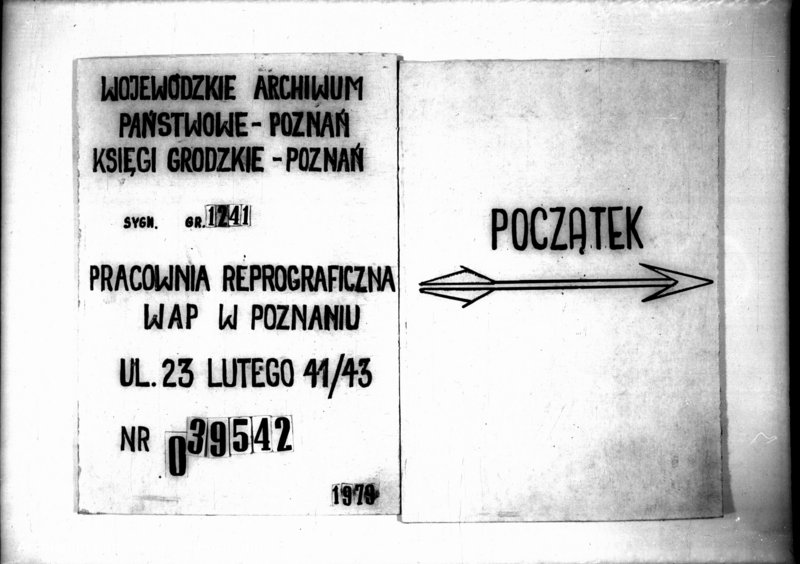 WOJEWÓDZKIE ARCHIWUM
PAŃSTWOWE - POZNAŃ
KSIĘGI GRODZKIE - POZNAŃ
SYGN. GR. 1241
PRACOWNIA REPROGRAFICZNA
WAP W POZNANIU
UL. 23 LUTEGO 41/43
NR 039542
1979
POCZĄTEK